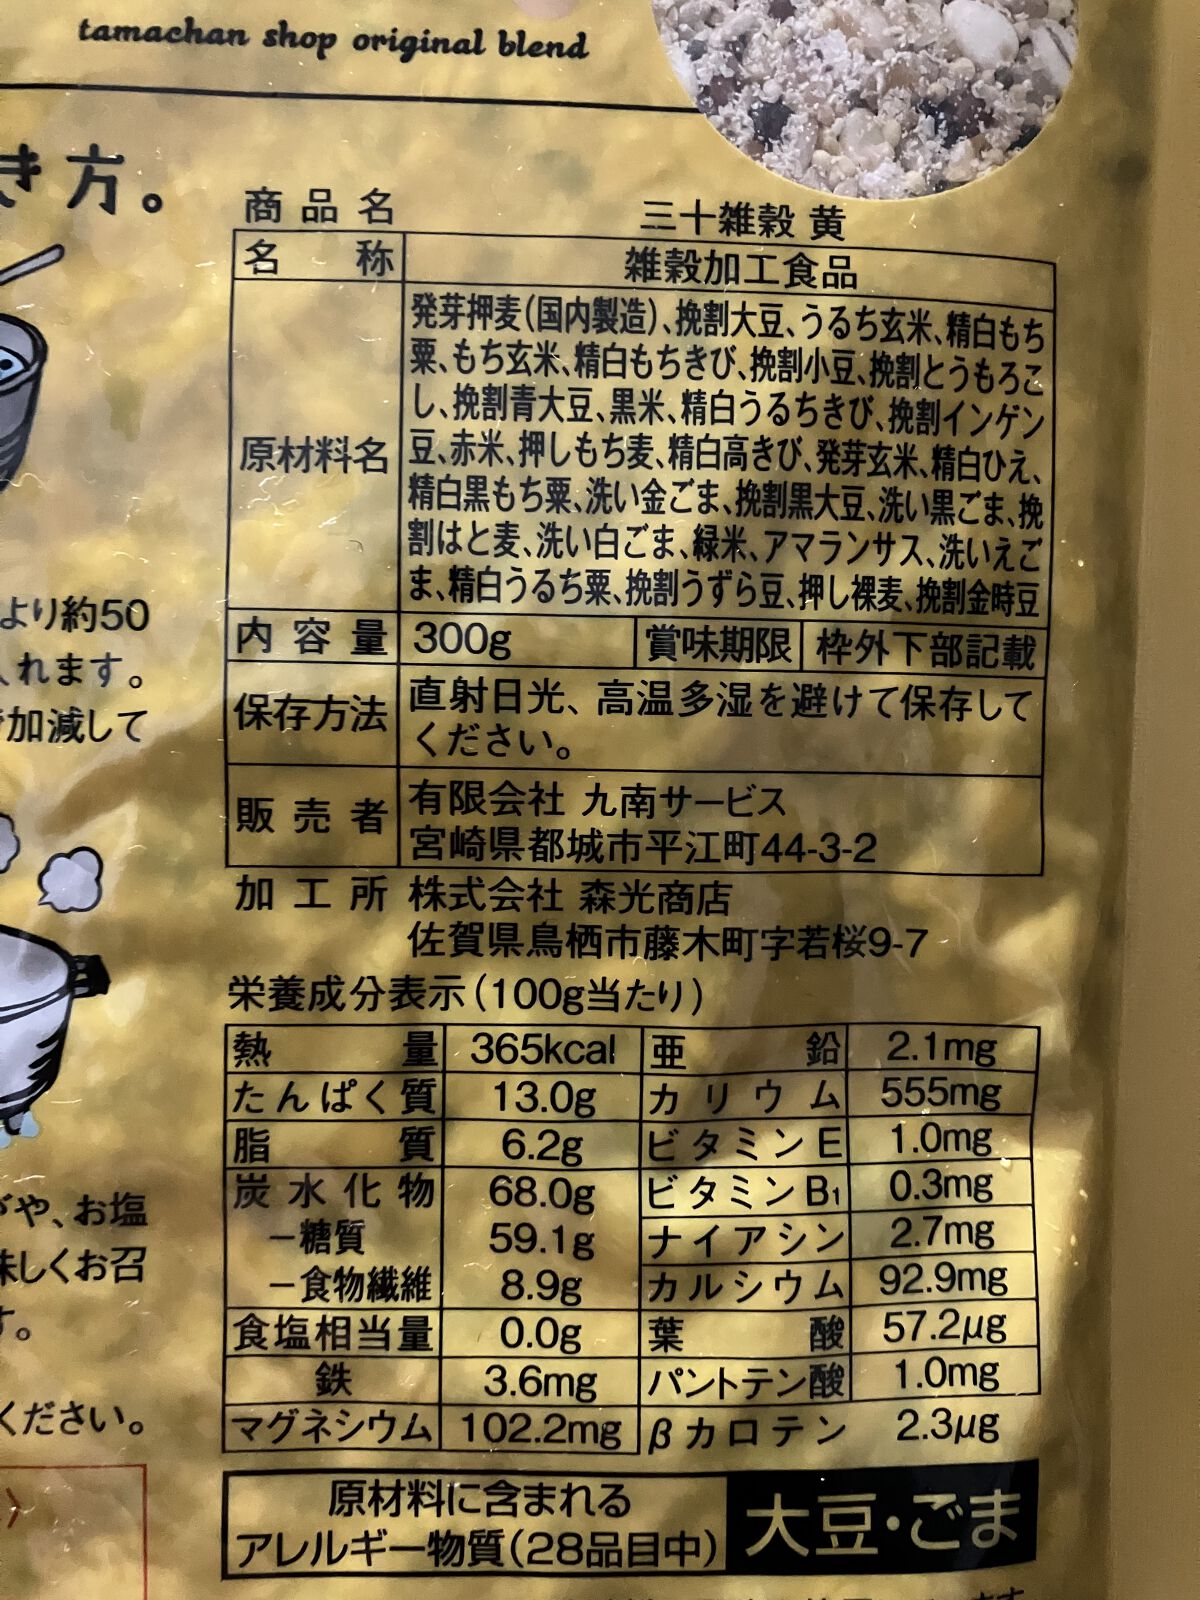 tamachan shop original blend
き方。
商品名 三十雑穀 黄
名称 雑穀加工食品
原材料名
発芽押麦(国内製造)、挽割大豆、うるち玄米、精白もち
粟、もち玄米、精白もちきび、挽割小豆、挽割とうもろこ
し、挽割青大豆、黒米、精白うるちきび、挽割インゲン
豆、赤米、押しもち麦、精白高きび、発芽玄米、精白ひえ、
精白黒もち粟、洗い金ごま、挽割黒大豆、洗い黒ごま、挽
割はと麦、洗い白ごま、緑米、アマランサス、洗いえご
ま、精白うるち粟、挽割うずら豆、押し裸麦、挽割金時豆
内容量 300g 賞味期限 枠外下部記載
保存方法
直射日光、高温多湿を避けて保存して
ください。
販売者
有限会社 九南サービス
宮崎県都城市平江町44-3-2
加工所 株式会社 森光商店
佐賀県鳥栖市藤木町字若桜9-7
栄養成分表示(100g当たり)
熱量 365kcal 亜鉛 2.1mg
たんぱく質 13.0g カリウム 555mg
脂質 6.2g ビタミンE 1.0mg
炭水化物 68.0g ビタミンB1 0.3mg
-糖質 59.1g ナイアシン 2.7mg
-食物繊維 8.9g カルシウム 92.9mg
食塩相当量 0.0g 葉酸 57.2μg
鉄 3.6mg パントテン酸 1.0mg
マグネシウム 102.2mg βカロテン 2.3μg
原材料に含まれる
アレルギー物質(28品目中)
大豆・ごま
より約50
れます。
加減して
や、お塩
味しくお召
す。
ください。